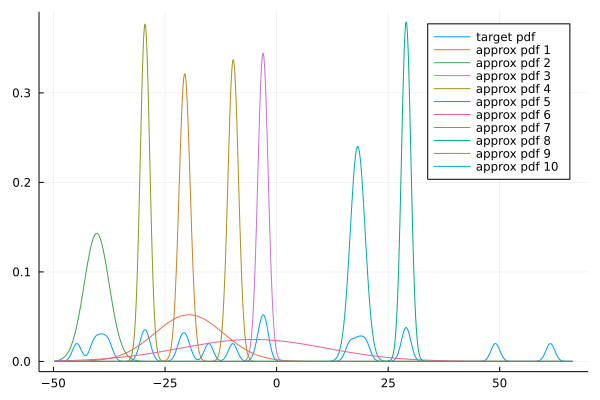 target pdf
approx pdf 1
approx pdf 2
approx pdf 3
approx pdf 4
approx pdf 5
approx pdf 6
approx pdf 7
approx pdf 8
approx pdf 9
approx pdf 10
0.3
0.2
0.1
0.0
−50 −25 0 25 50